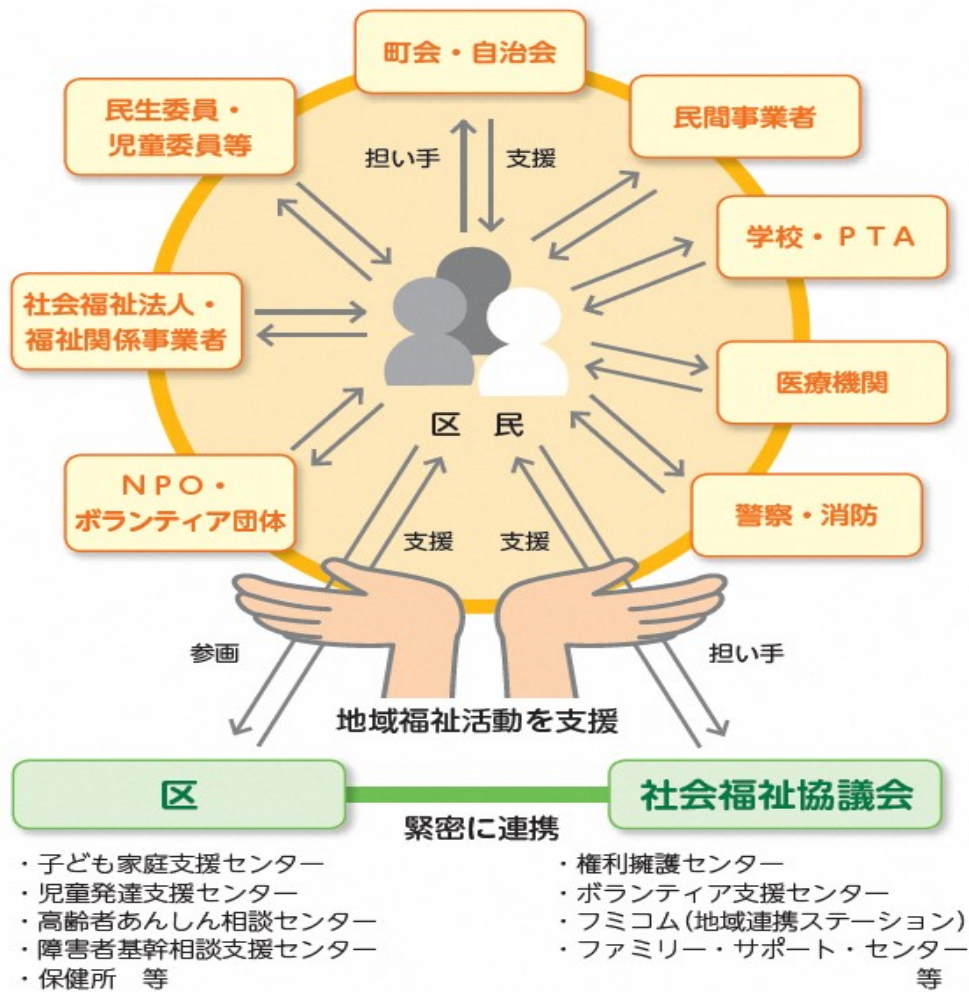 町会・自治会
民生委員・
児童委員等
民間事業者
担い手
支援
学校・ＰＴＡ
社会福祉法人・
福祉関係事業者
医療機関
区　民
ＮＰＯ・
ボランティア団体
警察・消防
支援
支援
参画
担い手
地域福祉活動を支援
区
社会福祉協議会
緊密に連携
・子ども家庭支援センター
・児童発達支援センター
・高齢者あんしん相談センター
・障害者基幹相談支援センター
・保健所　等
・権利擁護センター
・ボランティア支援センター
・フミコム(地域連携ステーション)
・ファミリー・サポート・センター
等